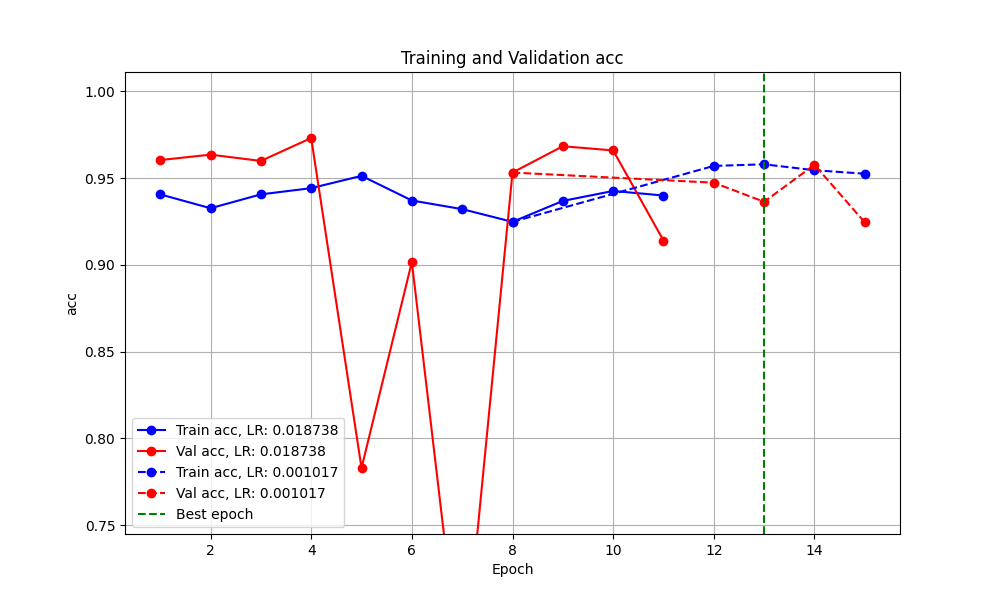 Training and Validation acc
acc
1.00
0.95
0.90
0.85
0.80
0.75
Train acc, LR: 0.018738
Val acc, LR: 0.018738
Train acc, LR: 0.001017
Val acc, LR: 0.001017
Best epoch
2 4 6 8 10 12 14
Epoch